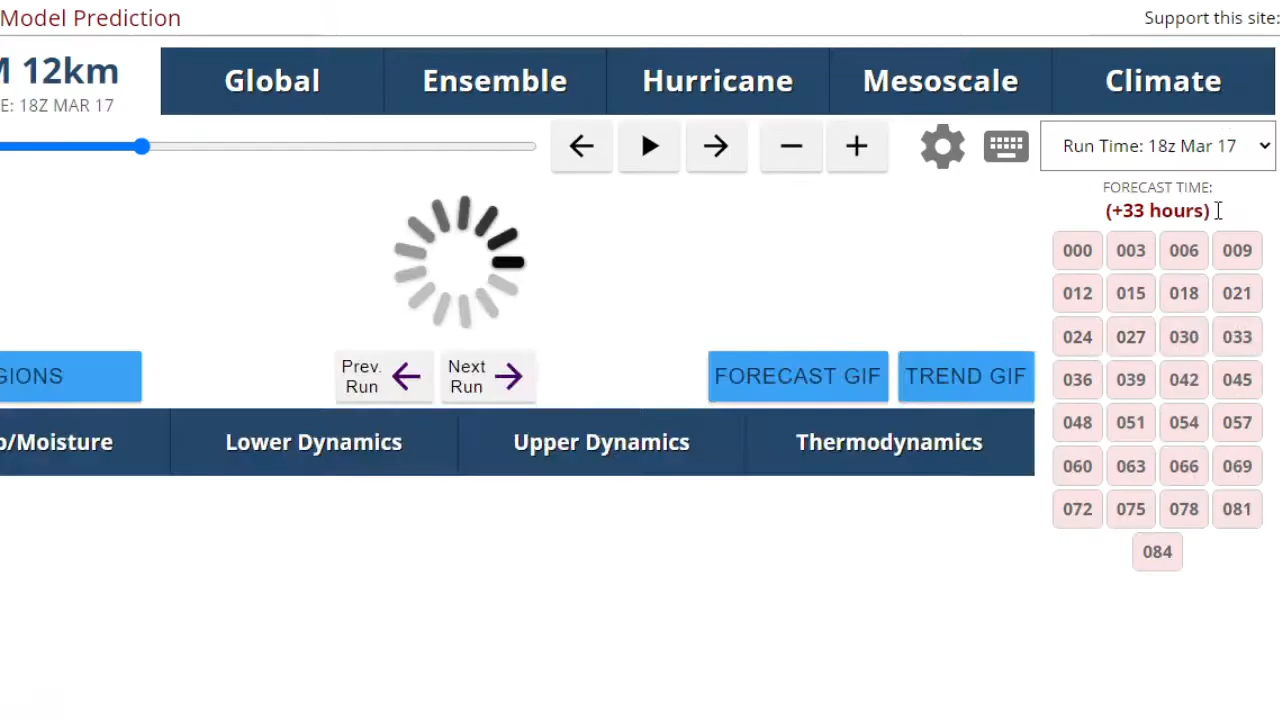 Model Prediction
Support this site:
M 12km
E: 18Z MAR 17
Global
Ensemble
Hurricane
Mesoscale
Climate
Run Time: 18z Mar 17
FORECAST TIME:
(+33 hours)
000 003 006 009
012 015 018 021
024 027 030 033
036 039 042 045
048 051 054 057
060 063 066 069
072 075 078 081
084
GIONS
Prev. Run
Next Run
FORECAST GIF
TREND GIF
p/Moisture
Lower Dynamics
Upper Dynamics
Thermodynamics